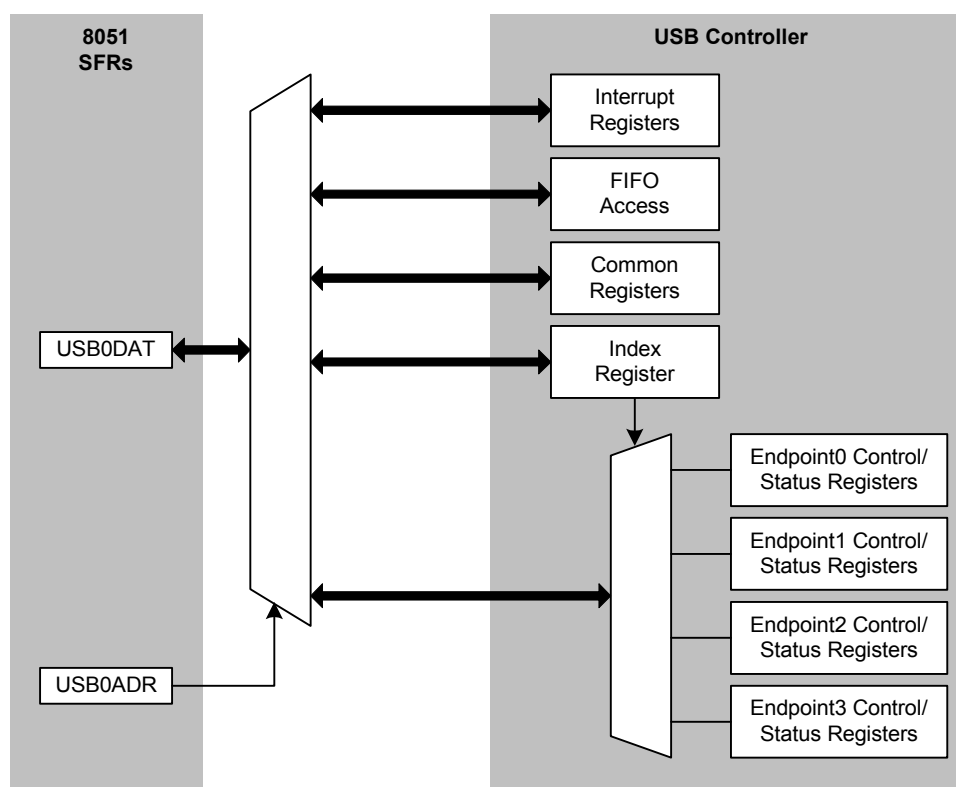 8051
SFRs
USB Controller
Interrupt
Registers
FIFO
Access
Common
Registers
USB0DAT
Index
Register
Endpoint0 Control/
Status Registers
Endpoint1 Control/
Status Registers
Endpoint2 Control/
Status Registers
USB0ADR
Endpoint3 Control/
Status Registers